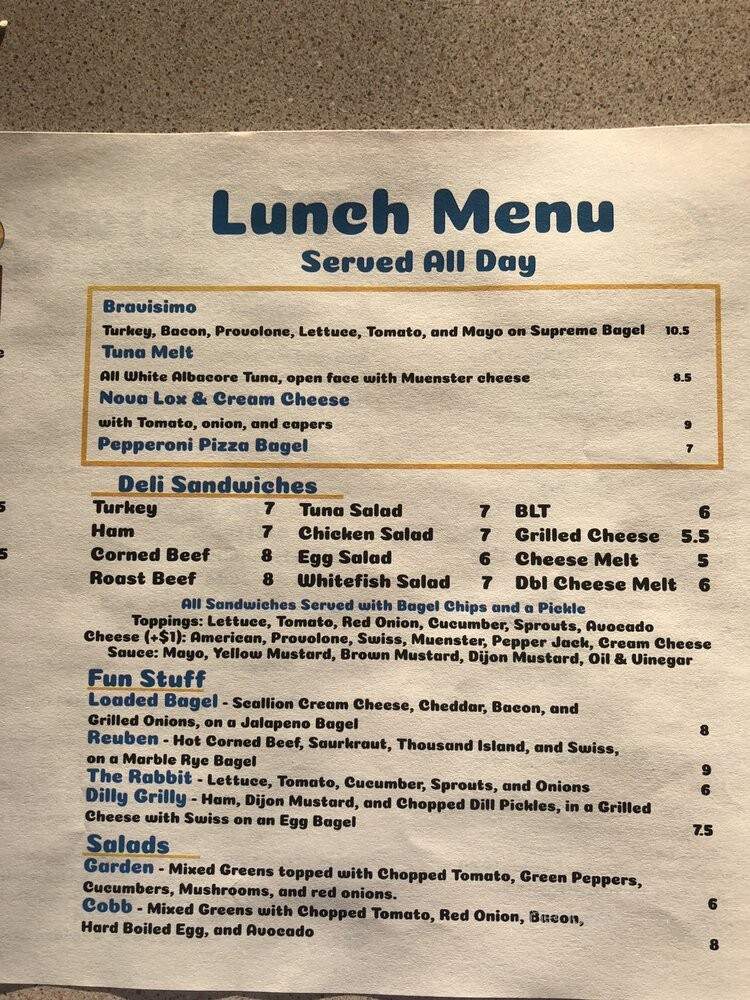 Lunch Menu
Served All Day
Bravisimo
Turkey, Bacon, Provolone, Lettuce, Tomato, and Mayo on Supreme Bagel 10.5
Tuna Melt
All White Albacore Tuna, open face with Muenster cheese 8.5
Nova Lox & Cream Cheese
with Tomato, onion, and capers 9
Pepperoni Pizza Bagel 7
Deli Sandwiches
Turkey 7 Tuna Salad 7 BLT 6
Ham 7 Chicken Salad 7 Grilled Cheese 5.5
Corned Beef 8 Egg Salad 6 Cheese Melt 5
Roast Beef 8 Whitefish Salad 7 Dbl Cheese Melt 6
All Sandwiches Served with Bagel Chips and a Pickle
Toppings: Lettuce, Tomato, Red Onion, Cucumber, Sprouts, Avocado
Cheese (+$1): American, Provolone, Swiss, Muenster, Pepper Jack, Cream Cheese
Sauce: Mayo, Yellow Mustard, Brown Mustard, Dijon Mustard, Oil & Vinegar
Fun Stuff
Loaded Bagel - Scallion Cream Cheese, Cheddar, Bacon, and
Grilled Onions, on a Jalapeno Bagel 8
Reuben - Hot Corned Beef, Saurkraut, Thousand Island, and Swiss,
on a Marble Rye Bagel 9
The Rabbit - Lettuce, Tomato, Cucumber, Sprouts, and Onions 6
Dilly Grilly - Ham, Dijon Mustard, and Chopped Dill Pickles, in a Grilled
Cheese with Swiss on an Egg Bagel 7.5
Salads
Garden - Mixed Greens topped with Chopped Tomato, Green Peppers,
Cucumbers, Mushrooms, and red onions. 6
Cobb - Mixed Greens with Chopped Tomato, Red Onion, Bacon,
Hard Boiled Egg, and Avocado 8